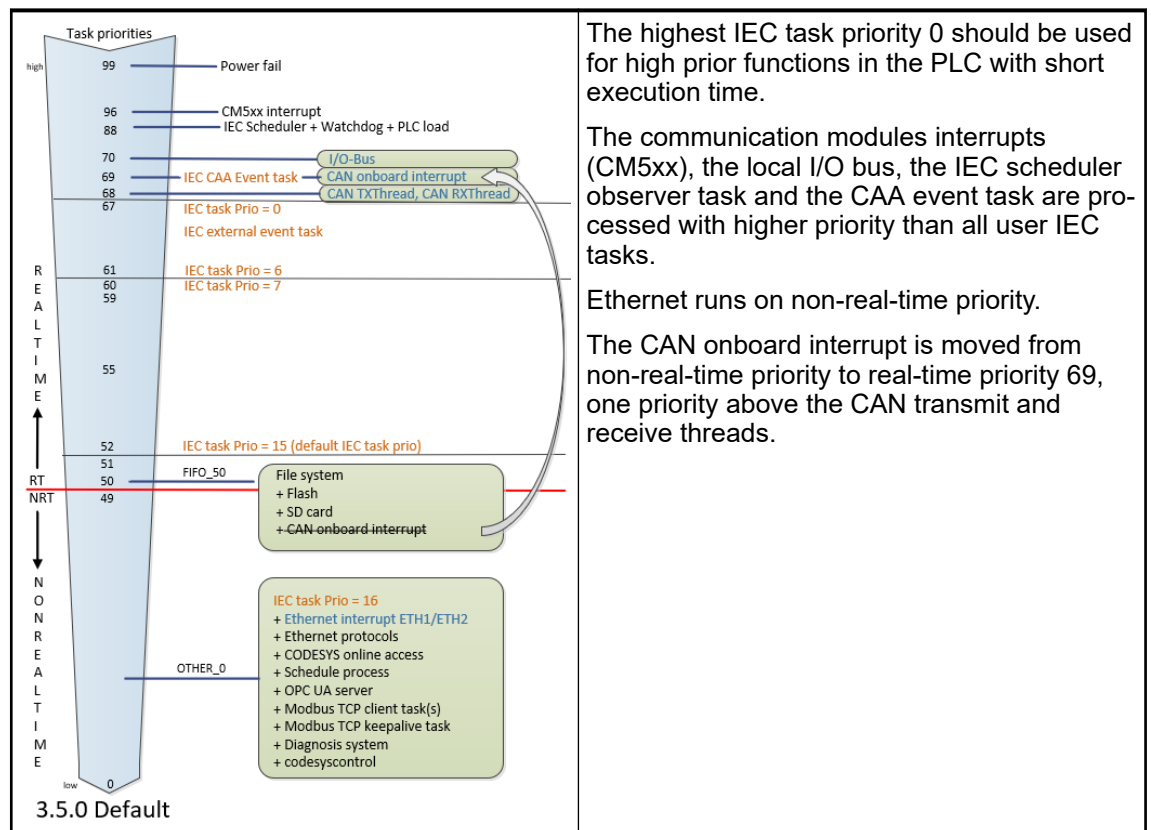 Task priorities
high
99
Power fail
96
CM5xx interrupt
88
IEC Scheduler + Watchdog + PLC load
70
I/O-Bus
69
IEC CAA Event task
CAN onboard interrupt
68
CAN TXThread, CAN RXThread
67
IEC task Prio = 0
IEC external event task
61
IEC task Prio = 6
60
IEC task Prio = 7
59
55
REALTIME
52
IEC task Prio = 15 (default IEC task prio)
51
RT
50
FIFO_50
NRT
49
File system
+ Flash
+ SD card
+ CAN onboard interrupt
NONREALTIME
OTHER_0
IEC task Prio = 16
+ Ethernet interrupt ETH1/ETH2
+ Ethernet protocols
+ CODESYS online access
+ Schedule process
+ OPC UA server
+ Modbus TCP client task(s)
+ Modbus TCP keepalive task
+ Diagnosis system
+ codesyscontrol
low
0
3.5.0 Default
The highest IEC task priority 0 should be used
for high prior functions in the PLC with short
execution time.
The communication modules interrupts
(CM5xx), the local I/O bus, the IEC scheduler
observer task and the CAA event task are pro-
cessed with higher priority than all user IEC
tasks.
Ethernet runs on non-real-time priority.
The CAN onboard interrupt is moved from
non-real-time priority to real-time priority 69,
one priority above the CAN transmit and
receive threads.